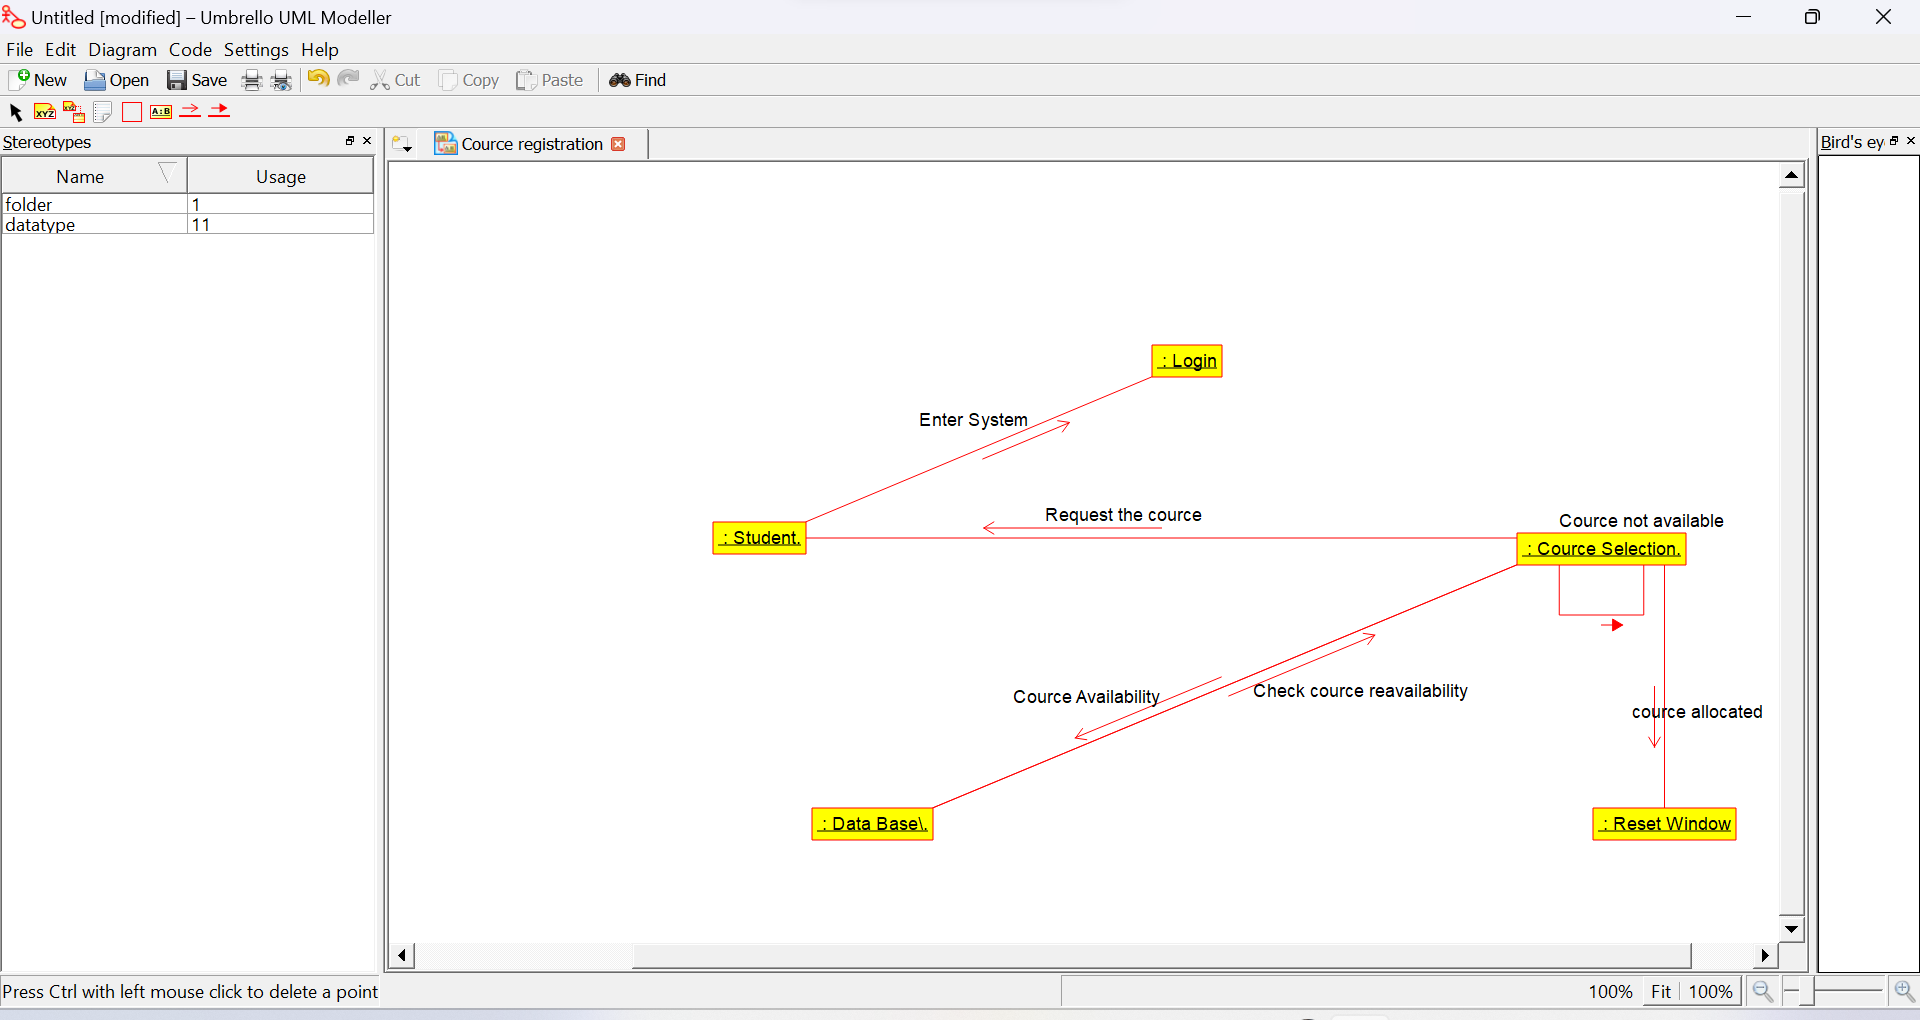 Untitled [modified] – Umbrello UML Modeller
File Edit Diagram Code Settings Help
New Open Save Cut Copy Paste Find
XYZ XYZ A:B
Stereotypes
Name Usage
folder 1
datatype 11
Cource registration
Bird's ey
: Login
Enter System
Request the cource
Cource not available
: Student.
: Cource Selection.
Cource Availability
Check cource reavailability
cource allocated
: Data Base\.
: Reset Window
Press Ctrl with left mouse click to delete a point
100% Fit 100%